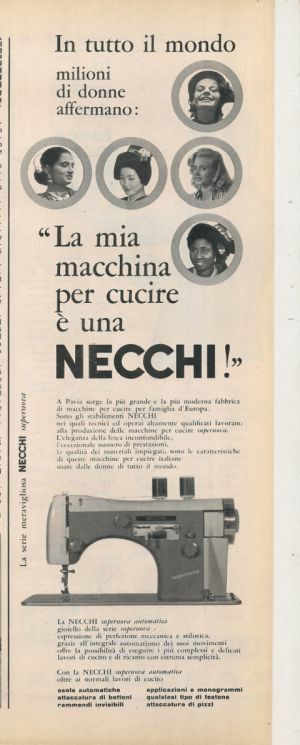 In tutto il mondo
milioni
di donne
affermano:
“La mia
macchina
per cucire
è una
NECCHI!”
A Pavia sorge la più grande e la più moderna fabbrica
di macchine per cucire per famiglia d'Europa.
Sono gli stabilimenti NECCHI
nei quali tecnici ed operai altamente qualificati lavorano
alla produzione delle macchine per cucire supernova.
L'eleganza della linea inconfondibile,
l'eccezionale numero di prestazioni,
la qualità dei materiali impiegati, sono le caratteristiche
di queste macchine per cucire italiane
usate dalle donne di tutto il mondo.
La serie meravigliosa NECCHI supernova
NECCHI
supernova
La NECCHI supernova automatica
gioiello della serie supernova -
espressione di perfezione meccanica e stilistica,
grazie all'integrale automatismo dei suoi movimenti
offre la possibilità di eseguire i più complessi e delicati
lavori di cucito e di ricamo con estrema semplicità.
Con la NECCHI supernova automatica
oltre ai normali lavori di cucito
asole automatiche
attaccatura di bottoni
rammendi invisibili
applicazioni e monogrammi
qualsiasi tipo di festone
attaccatura di pizzi